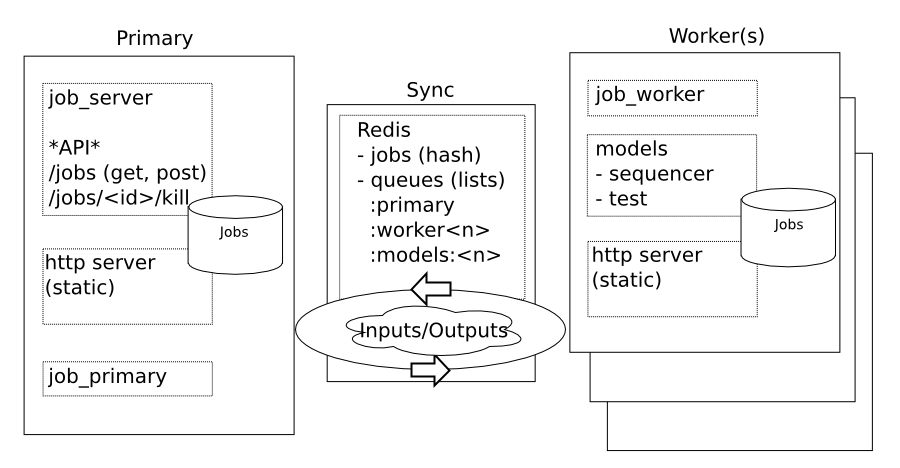 Primary
job_server
*API*
/jobs (get, post)
/jobs/<id>/kill
Jobs
http server
(static)
job_primary
Sync
Redis
- jobs (hash)
- queues (lists)
:primary
:worker<n>
:models:<n>
Inputs/Outputs
Worker(s)
job_worker
models
- sequencer
- test
Jobs
http server
(static)